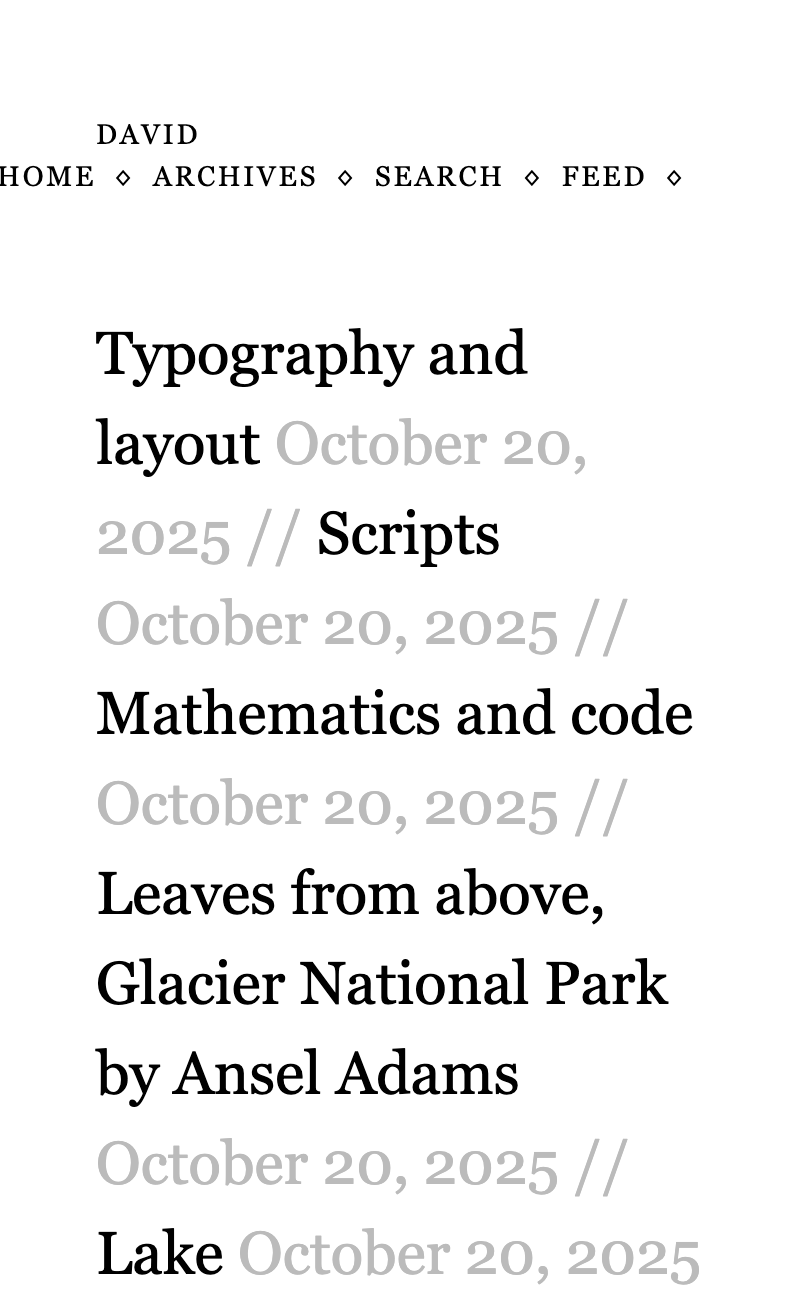 DAVID
HOME ⋄ ARCHIVES ⋄ SEARCH ⋄ FEED ⋄
Typography and
layout October 20,
2025 // Scripts
October 20, 2025 //
Mathematics and code
October 20, 2025 //
Leaves from above,
Glacier National Park
by Ansel Adams
October 20, 2025 //
Lake October 20, 2025